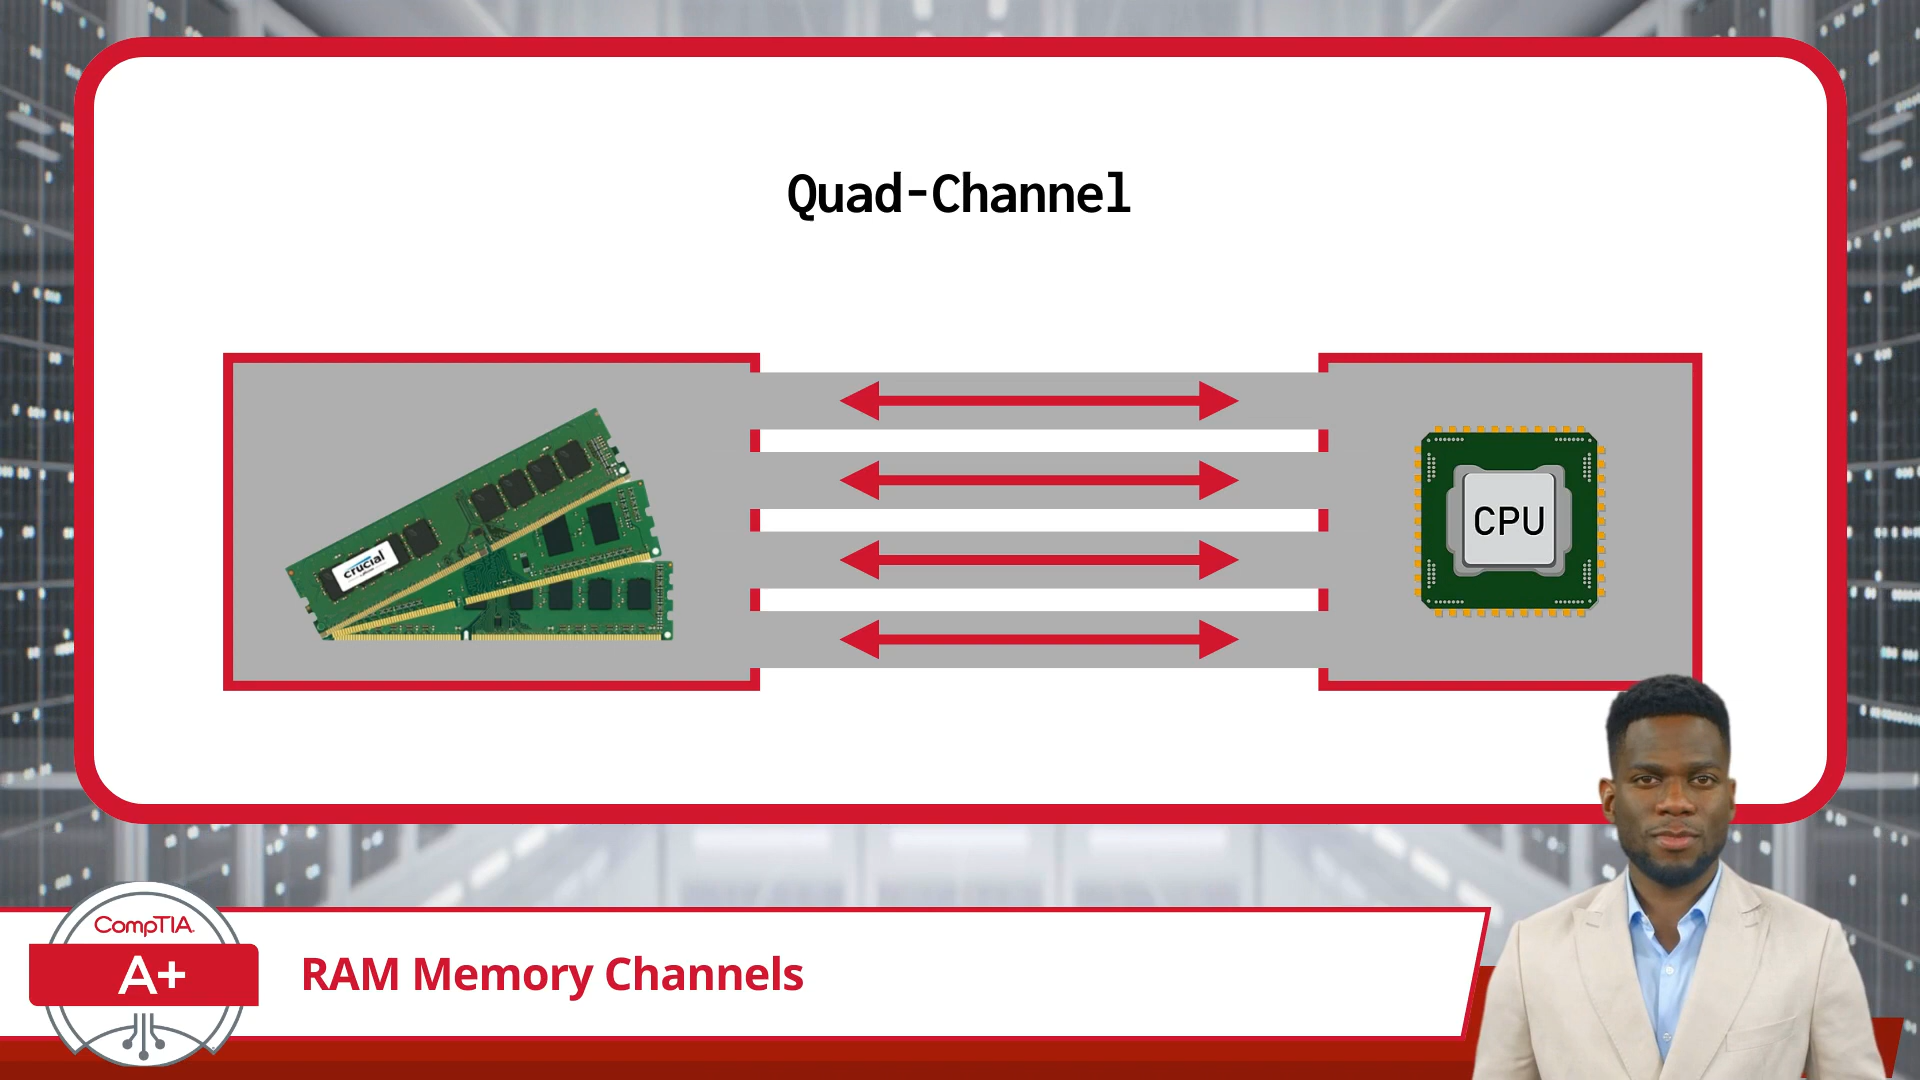 Quad-Channel
crucial
CPU
CompTIA.
A+
RAM Memory Channels